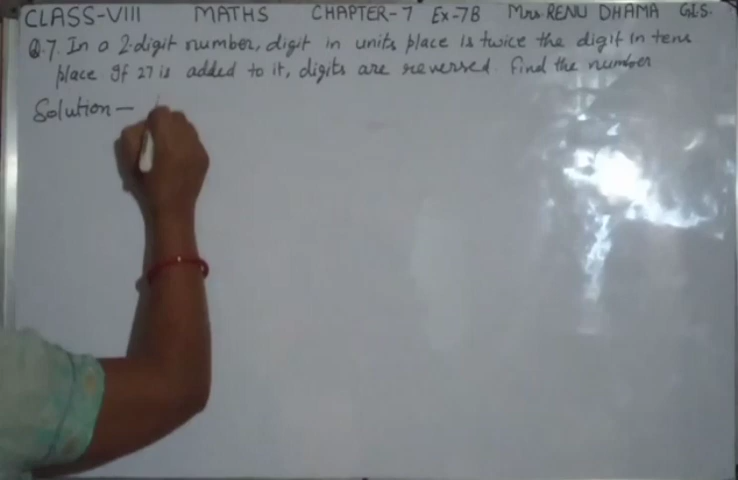 CLASS-VIII MATHS CHAPTER-7 Ex-7B Mrs. RENU DHAMA G.I.S.
Q.7. In a 2-digit number, digit in units place is twice the digit in tens
place If 27 is added to it, digits are reversed. Find the number
Solution —